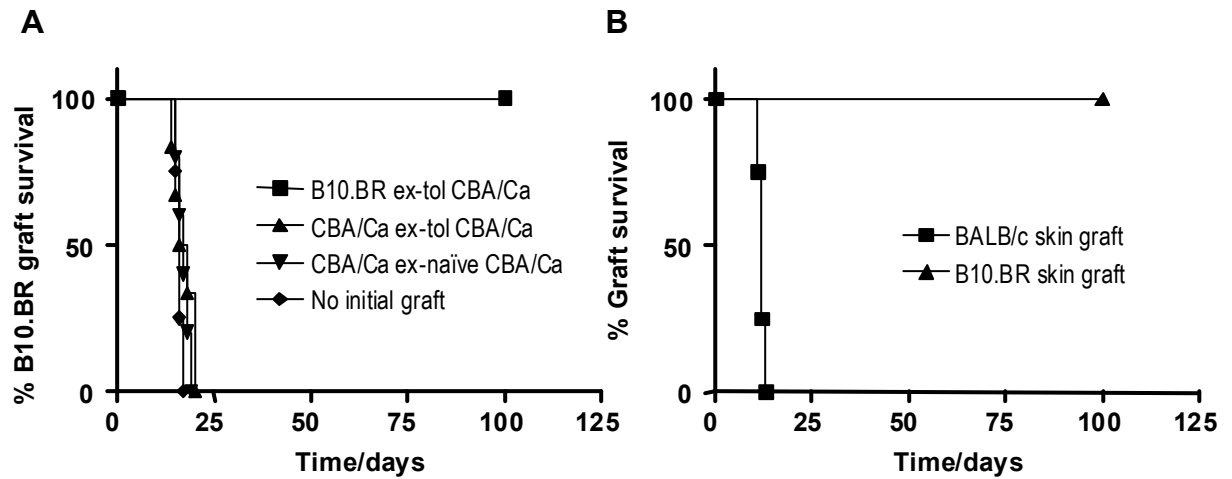 A
% B10.BR graft survival
100
50
0
B10.BR ex-tol CBA/Ca
CBA/Ca ex-tol CBA/Ca
CBA/Ca ex-naïve CBA/Ca
No initial graft
0 25 50 75 100 125
Time/days
B
% Graft survival
100
50
0
BALB/c skin graft
B10.BR skin graft
0 25 50 75 100 125
Time/days